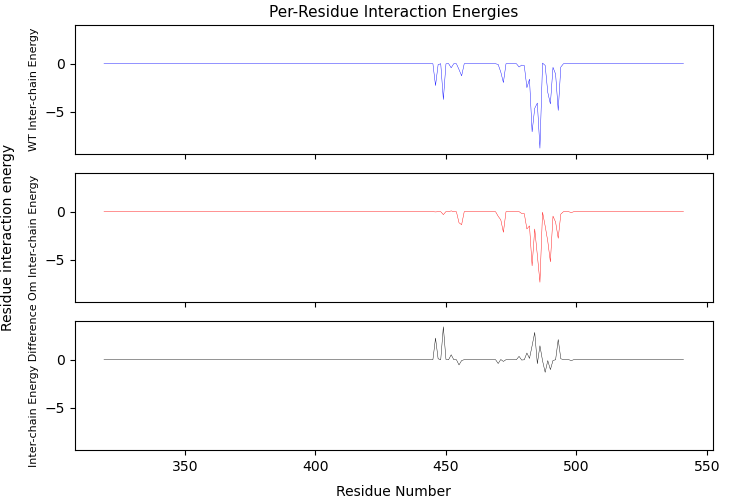 Per-Residue Interaction Energies
Residue interaction energy
WT Inter-chain Energy
0
−5
Om Inter-chain Energy
0
−5
Inter-chain Energy Difference
0
−5
350
400
450
500
550
Residue Number